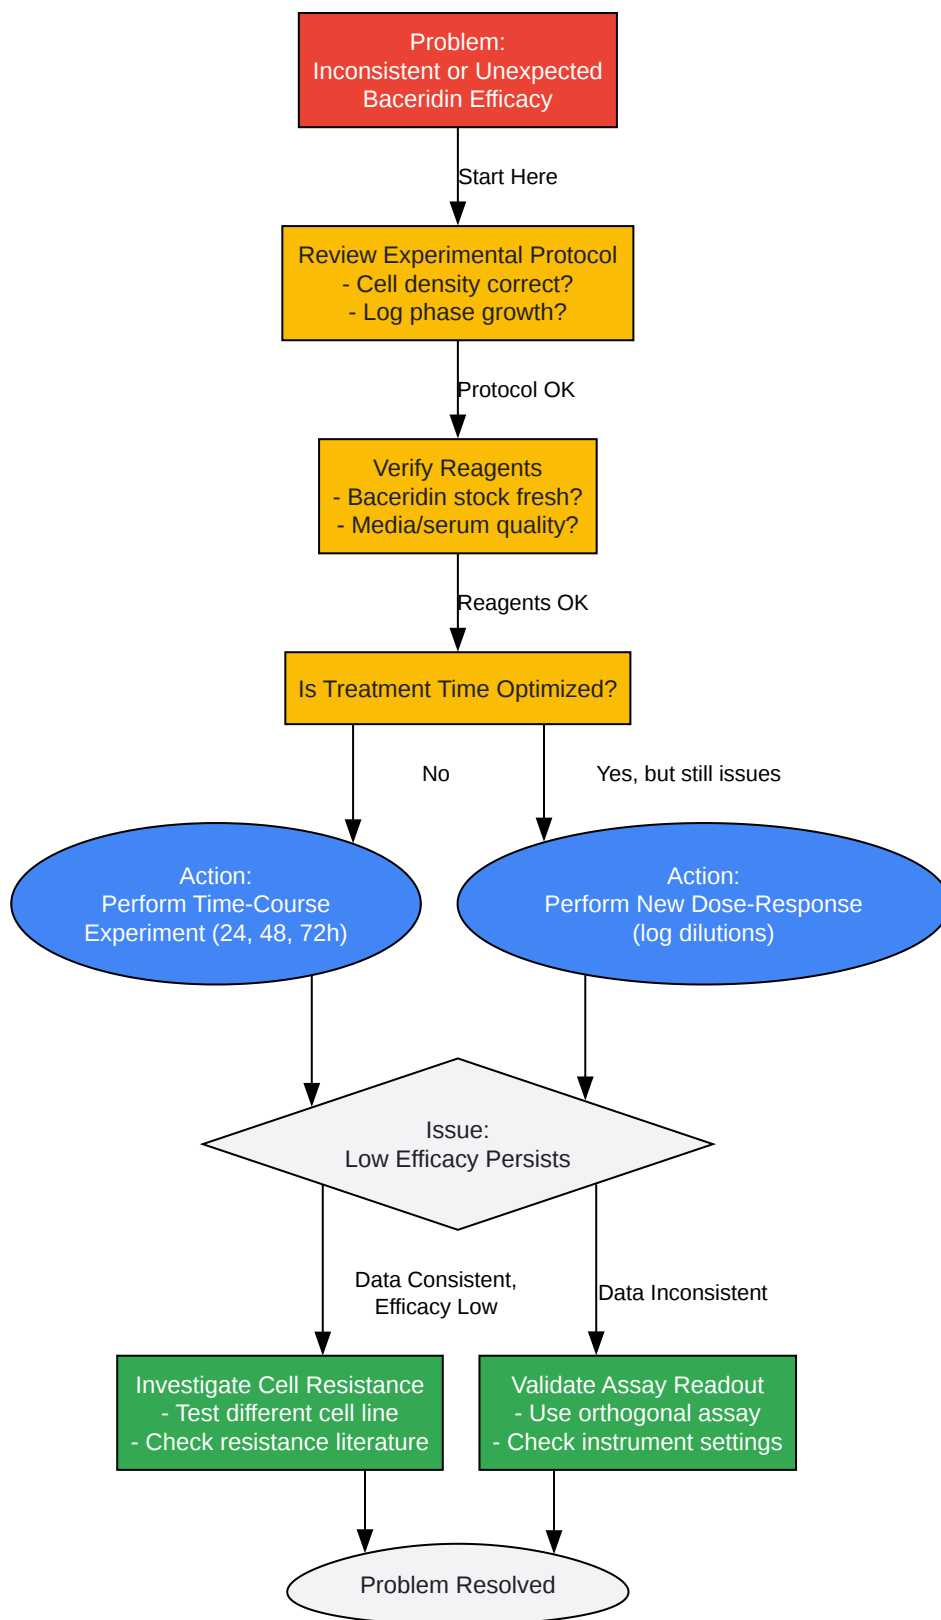 Problem:
Inconsistent or Unexpected
Baceridin Efficacy
Start Here
Review Experimental Protocol
- Cell density correct?
- Log phase growth?
Protocol OK
Verify Reagents
- Baceridin stock fresh?
- Media/serum quality?
Reagents OK
Is Treatment Time Optimized?
No
Yes, but still issues
Action:
Perform Time-Course
Experiment (24, 48, 72h)
Action:
Perform New Dose-Response
(log dilutions)
Issue:
Low Efficacy Persists
Data Consistent,
Efficacy Low
Data Inconsistent
Investigate Cell Resistance
- Test different cell line
- Check resistance literature
Validate Assay Readout
- Use orthogonal assay
- Check instrument settings
Problem Resolved